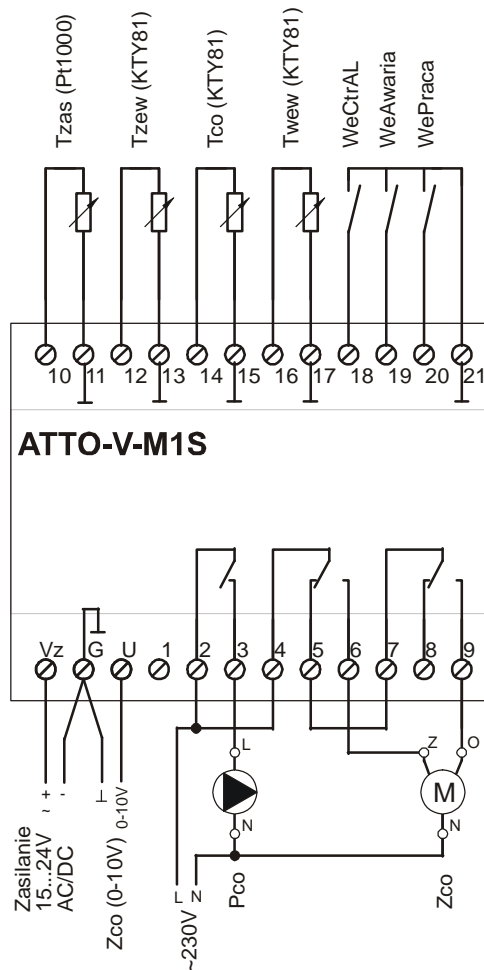 Tzas (Pt1000)
Tzew (KTY81)
Tco (KTY81)
Twew (KTY81)
WeCtrAL
WeAwaria
WePraca
10 11 12 13 14 15 16 17 18 19 20 21
ATTO-V-M1S
Vz G U 1 2 3 4 5 6 7 8 9
L
Z O
M
N N
~ +
-
⊥
0-10V
L N
Zasilanie
15...24V
AC/DC
Zco (0-10V)
~230V
Pco
Zco